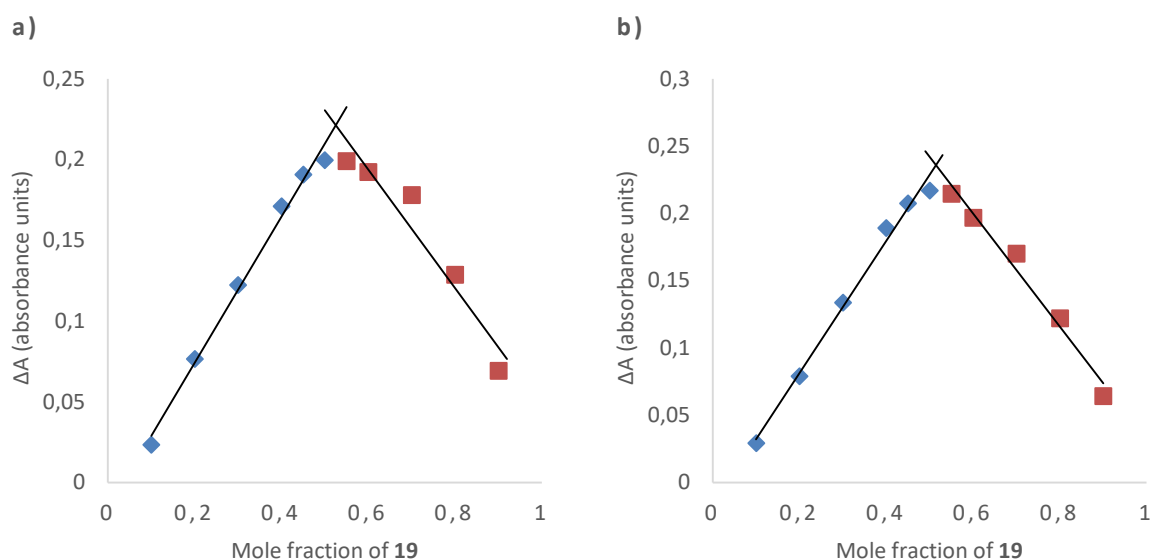 a)
0,25
0,2
0,15
0,1
0,05
0
0 0,2 0,4 0,6 0,8 1
ΔA (absorbance units)
Mole fraction of 19
b)
0,3
0,25
0,2
0,15
0,1
0,05
0
0 0,2 0,4 0,6 0,8 1
ΔA (absorbance units)
Mole fraction of 19